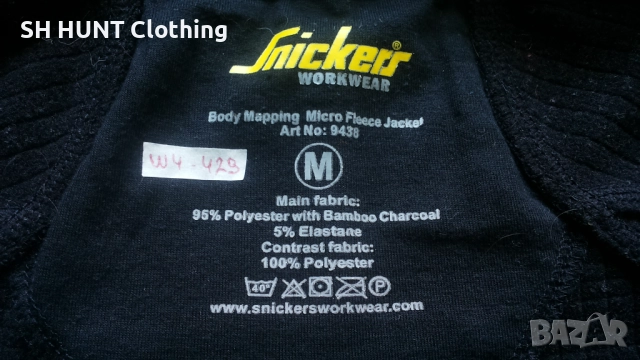 SH HUNT Clothing
Snickers®
WORKWEAR
Body Mapping Micro Fleece Jacket
Art No: 9438
W4-423
M
Main fabric:
95% Polyester with Bamboo Charcoal
5% Elastane
Contrast fabric:
100% Polyester
40° P
www.snickersworkwear.com
BAZAR